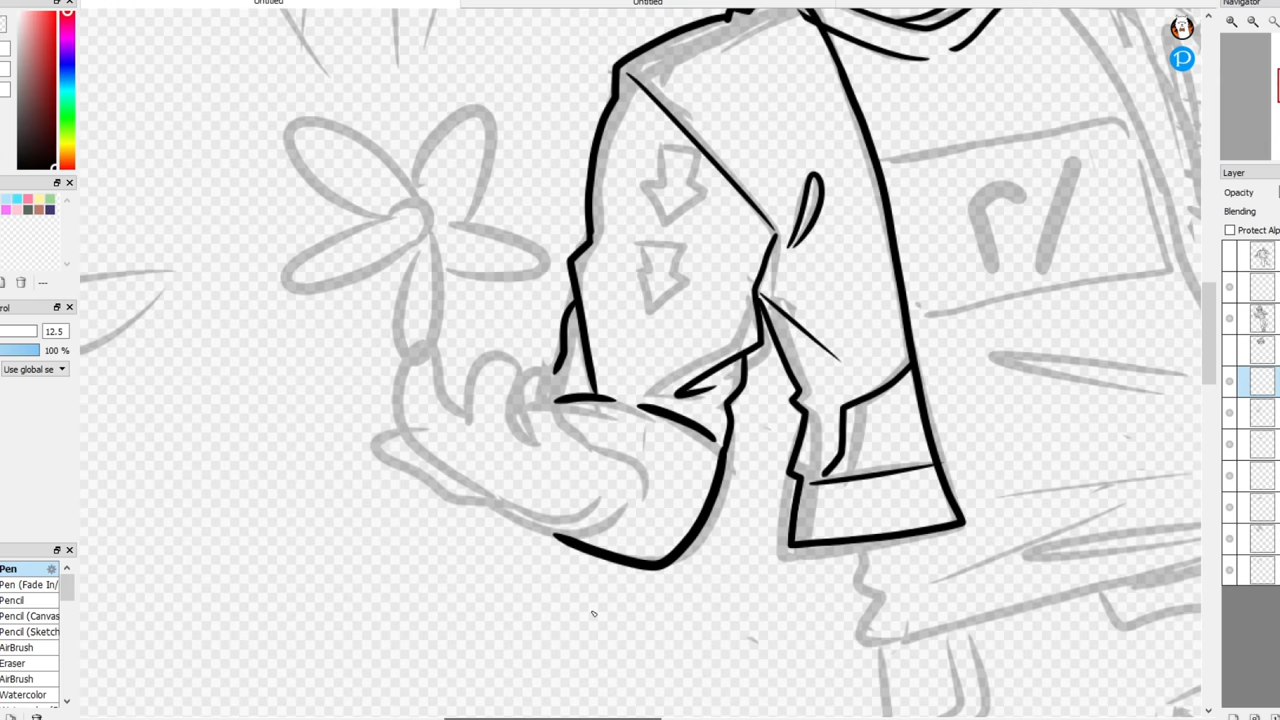 Untitled
Untitled
Navigator
r/
Layer
Opacity
Blending
Protect Alp
rol
12.5
100 %
Use global se
Pen
Pen (Fade In/
Pencil
Pencil (Canvas
Pencil (Sketch
AirBrush
Eraser
AirBrush
Watercolor